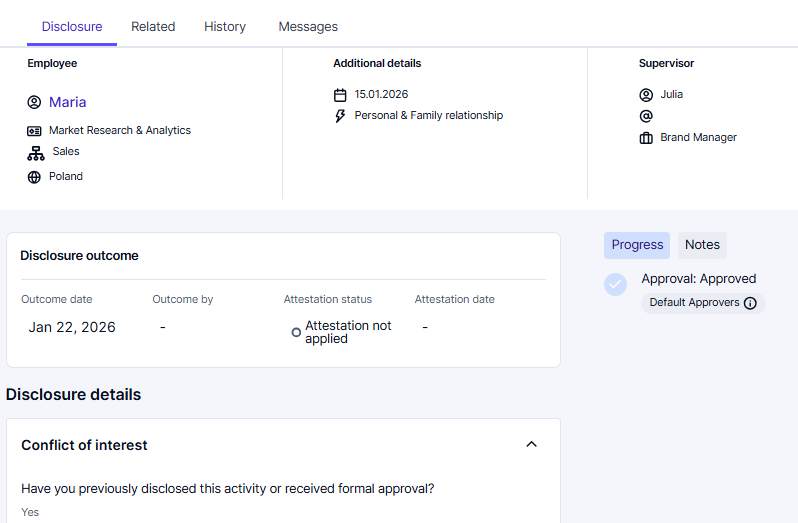 Disclosure Related History Messages
Employee
Maria
Market Research & Analytics
Sales
Poland
Additional details
15.01.2026
Personal & Family relationship
Supervisor
Julia
Brand Manager
Disclosure outcome
Outcome date Outcome by Attestation status Attestation date
Jan 22, 2026 - Attestation not -
applied
Progress Notes
Approval: Approved
Default Approvers
Disclosure details
Conflict of interest
Have you previously disclosed this activity or received formal approval?
Yes